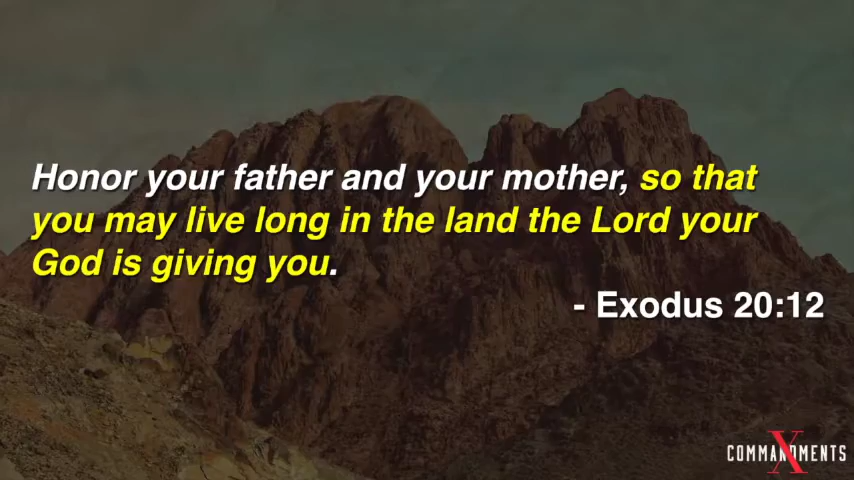 Honor your father and your mother, so that
you may live long in the land the Lord your
God is giving you.
- Exodus 20:12
X
COMMANDMENTS